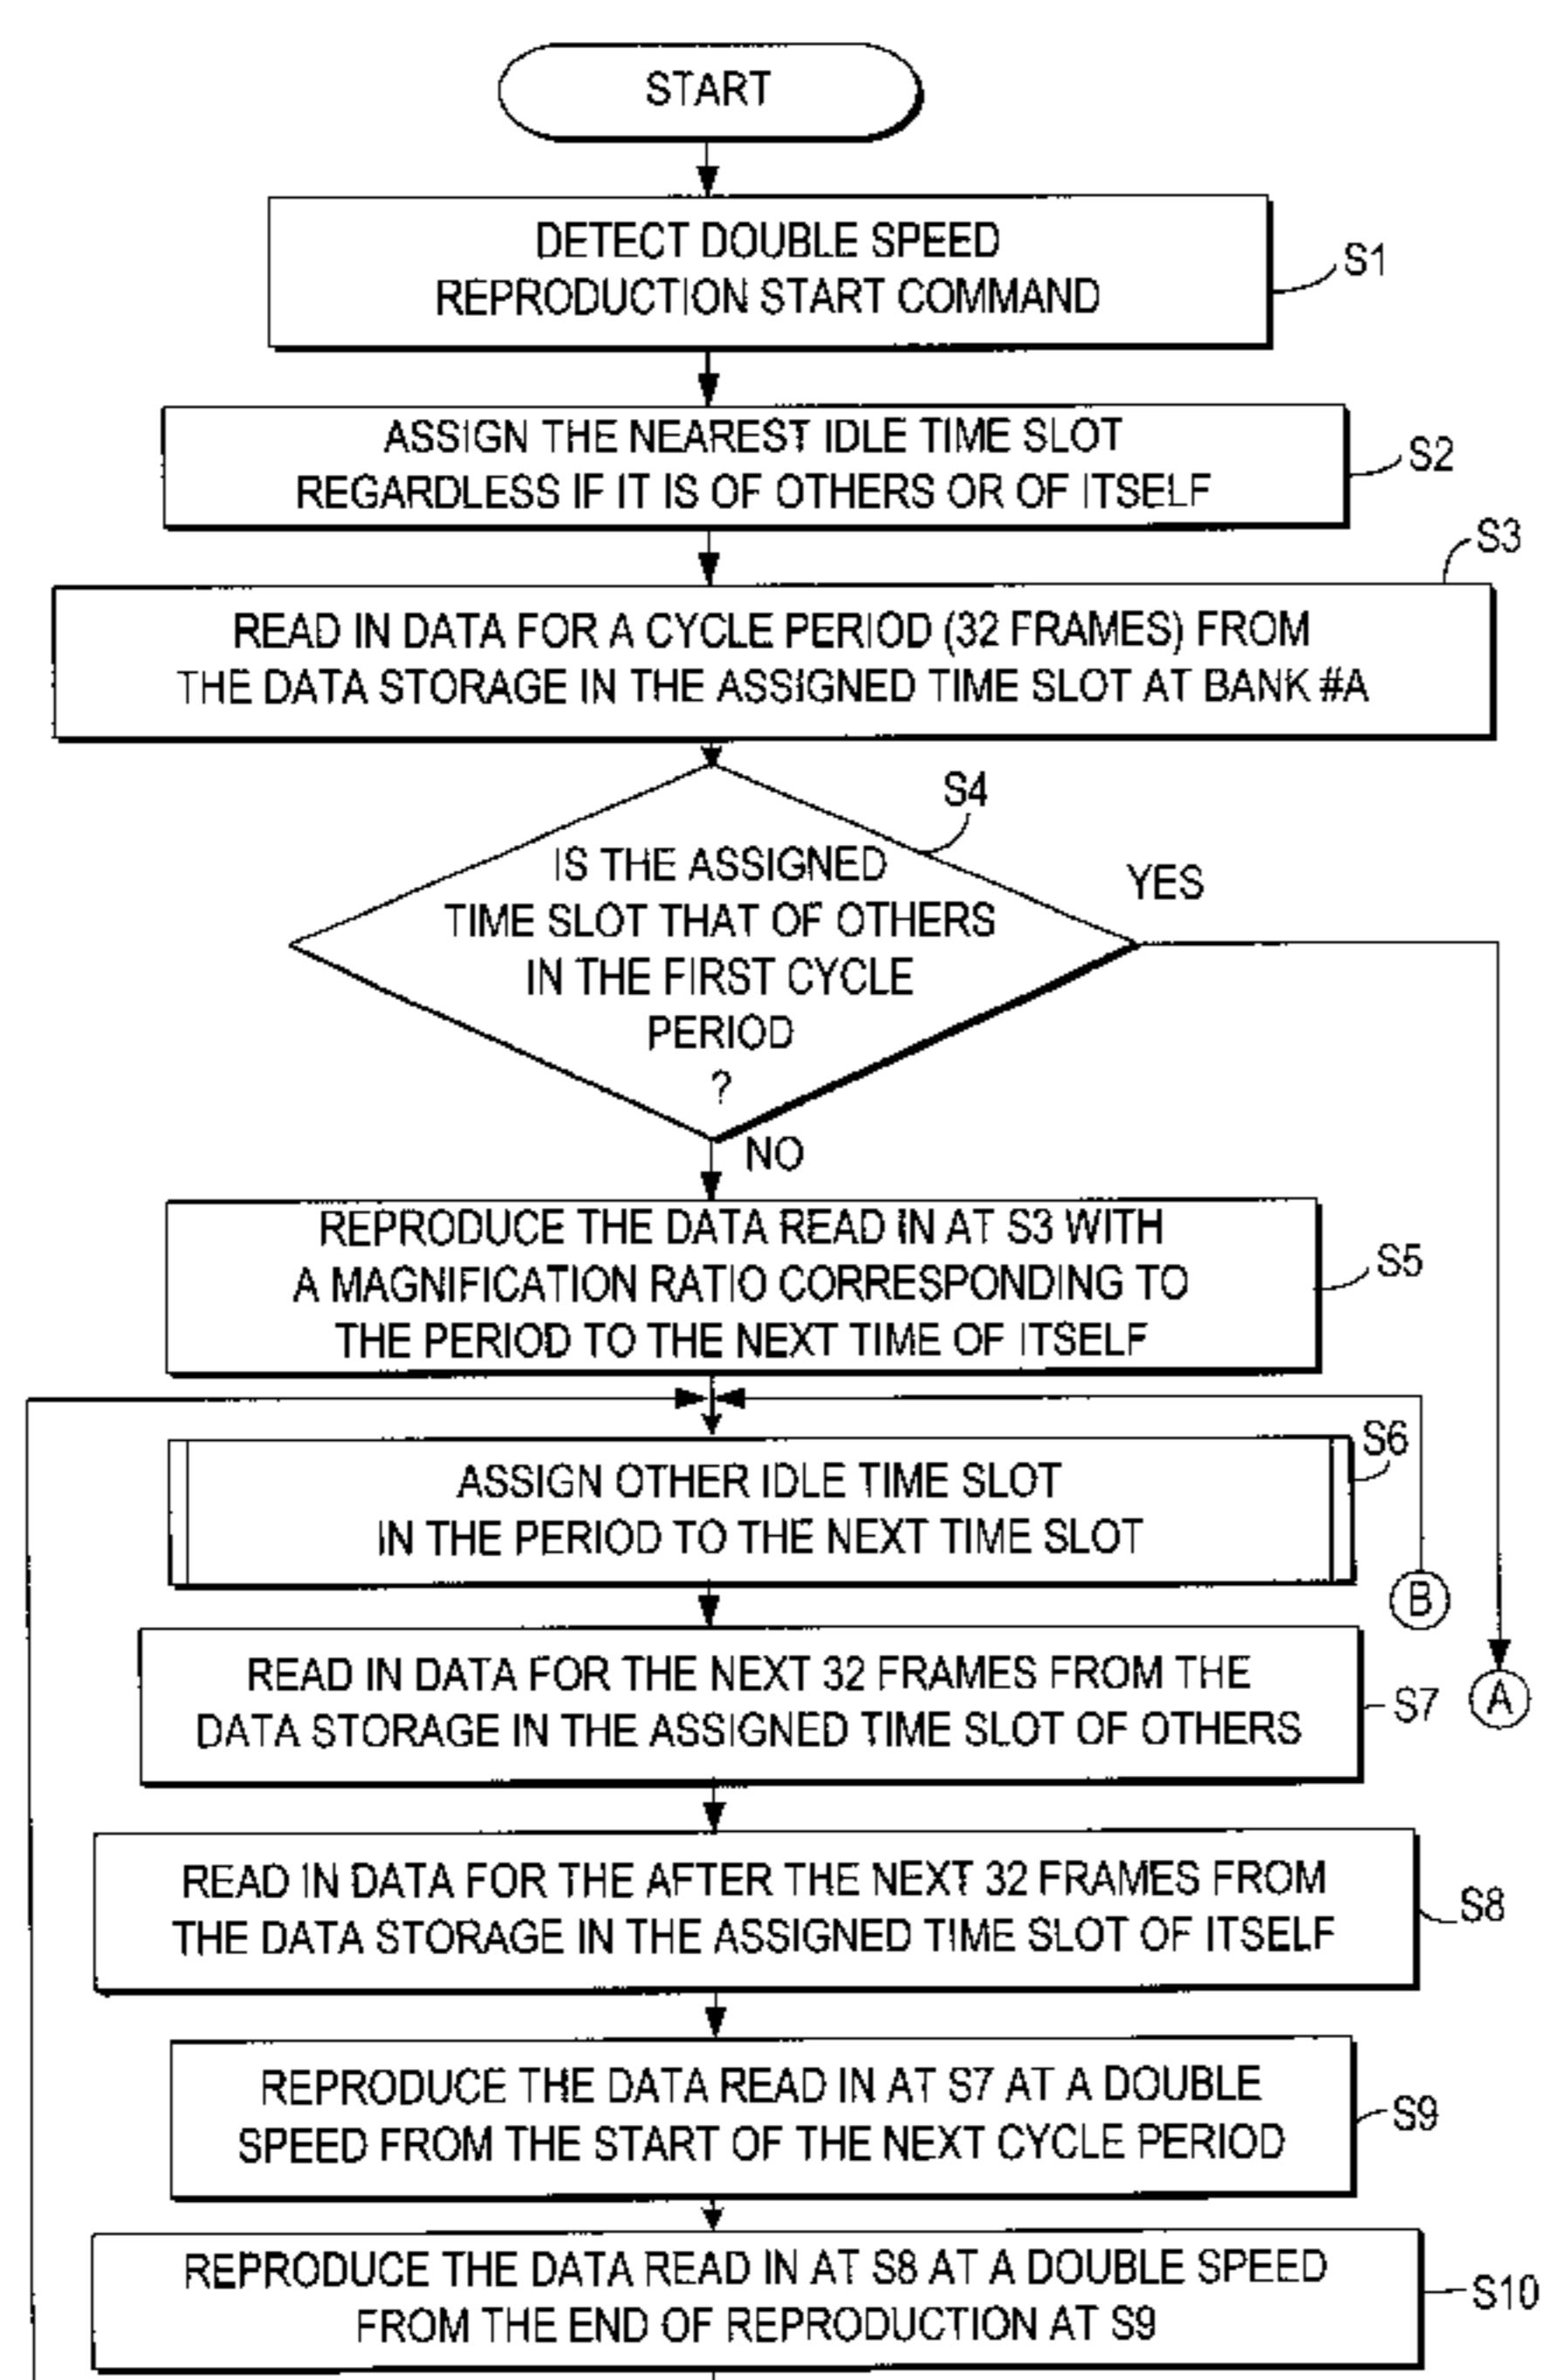 START
DETECT DOUBLE SPEED
REPRODUCTION START COMMAND
S1
ASSIGN THE NEAREST IDLE TIME SLOT
REGARDLESS IF IT IS OF OTHERS OR OF ITSELF
S2
S3
READ IN DATA FOR A CYCLE PERIOD (32 FRAMES) FROM
THE DATA STORAGE IN THE ASSIGNED TIME SLOT AT BANK #A
S4
IS THE ASSIGNED
TIME SLOT THAT OF OTHERS
IN THE FIRST CYCLE
PERIOD
?
YES
NO
REPRODUCE THE DATA READ IN AT S3 WITH
A MAGNIFICATION RATIO CORRESPONDING TO
THE PERIOD TO THE NEXT TIME OF ITSELF
S5
S6
ASSIGN OTHER IDLE TIME SLOT
IN THE PERIOD TO THE NEXT TIME SLOT
B
READ IN DATA FOR THE NEXT 32 FRAMES FROM THE
DATA STORAGE IN THE ASSIGNED TIME SLOT OF OTHERS
S7
A
READ IN DATA FOR THE AFTER THE NEXT 32 FRAMES FROM
THE DATA STORAGE IN THE ASSIGNED TIME SLOT OF ITSELF
S8
REPRODUCE THE DATA READ IN AT S7 AT A DOUBLE
SPEED FROM THE START OF THE NEXT CYCLE PERIOD
S9
REPRODUCE THE DATA READ IN AT S8 AT A DOUBLE SPEED
FROM THE END OF REPRODUCTION AT S9
S10